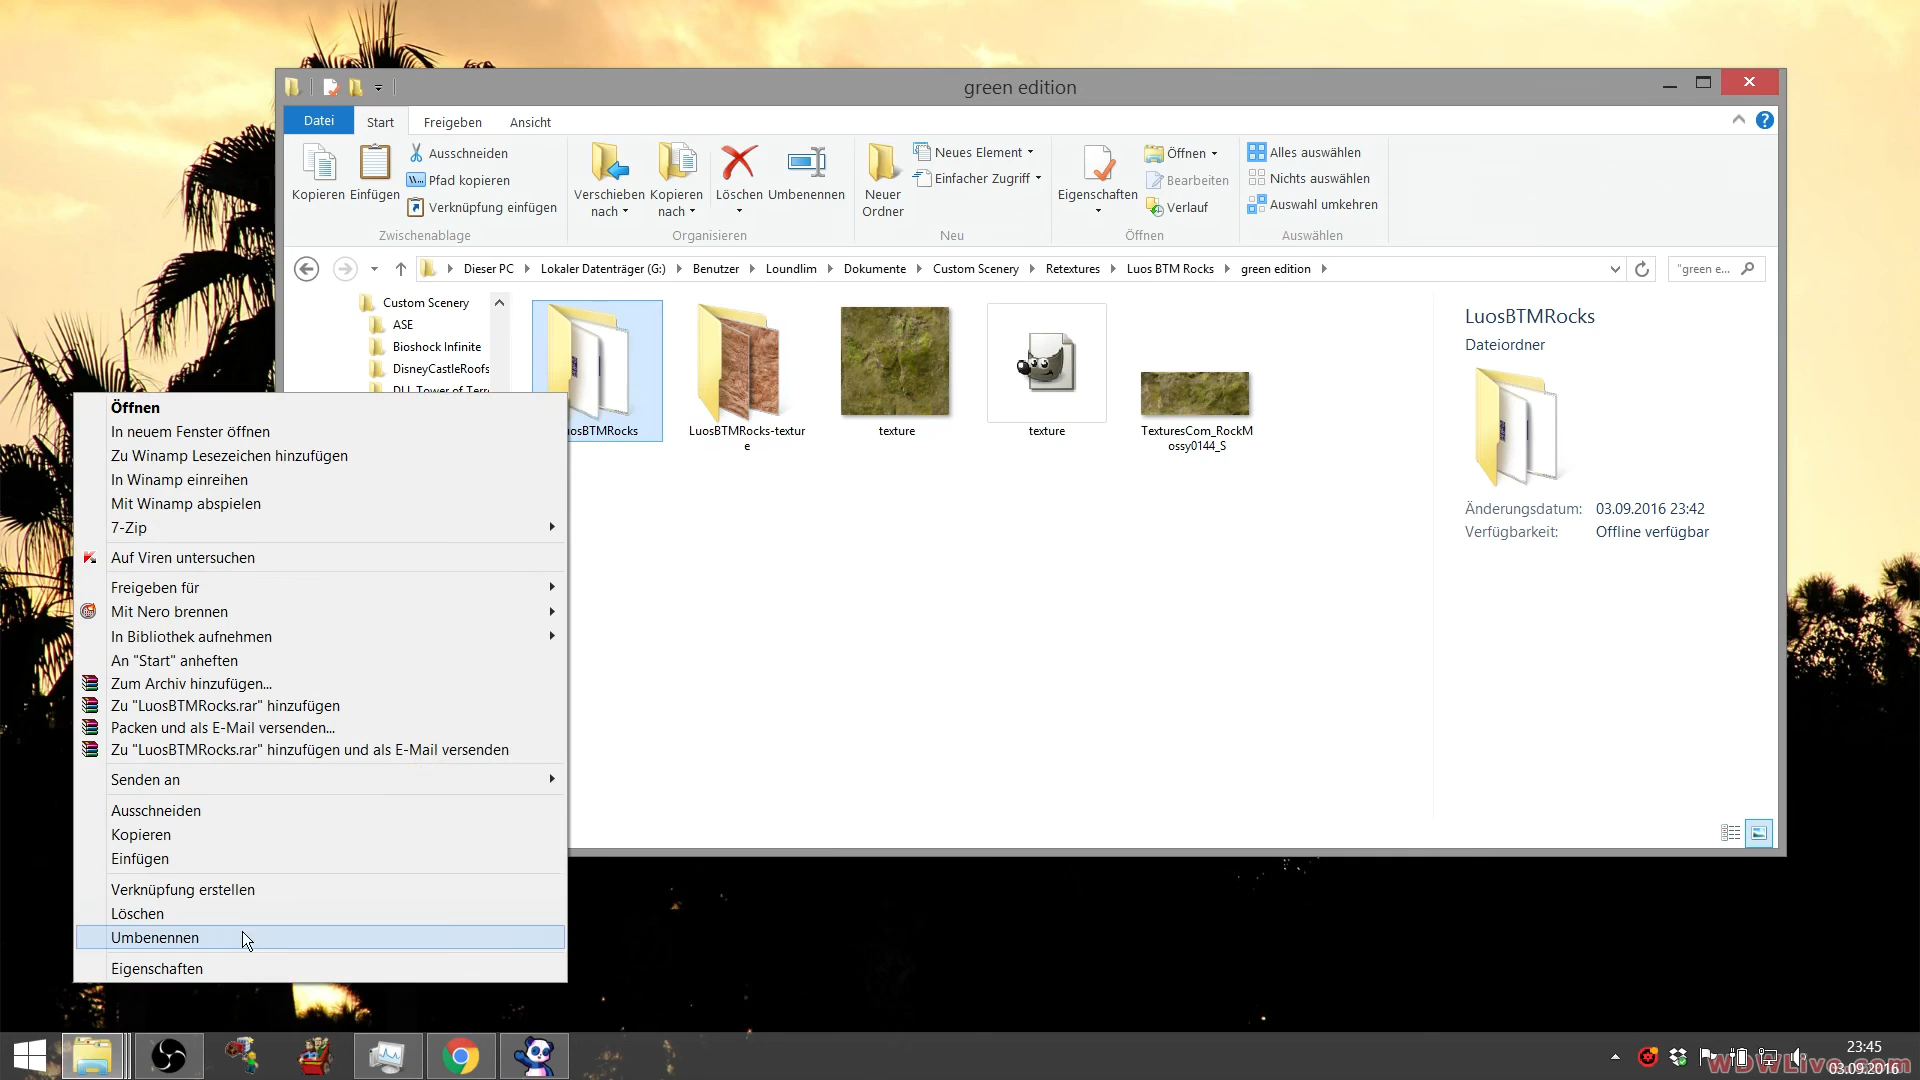 green edition
Datei
Start
Freigeben
Ansicht
Kopieren
Einfügen
Ausschneiden
Pfad kopieren
Verknüpfung einfügen
Zwischenablage
Verschieben nach
Kopieren nach
Löschen
Umbenennen
Organisieren
Neuer Ordner
Neues Element
Einfacher Zugriff
Neu
Eigenschaften
Öffnen
Bearbeiten
Verlauf
Öffnen
Alles auswählen
Nichts auswählen
Auswahl umkehren
Auswählen
Dieser PC
Lokaler Datenträger (G:)
Benutzer
Loundlim
Dokumente
Custom Scenery
Retextures
Luos BTM Rocks
green edition
"green e...
Custom Scenery
ASE
Bioshock Infinite
DisneyCastleRoofs
uosBTMRocks
LuosBTMRocks-textur
e
texture
texture
TexturesCom_RockM
ossy0144_S
LuosBTMRocks
Dateiordner
Änderungsdatum: 03.09.2016 23:42
Verfügbarkeit: Offline verfügbar
Öffnen
In neuem Fenster öffnen
Zu Winamp Lesezeichen hinzufügen
In Winamp einreihen
Mit Winamp abspielen
7-Zip
Auf Viren untersuchen
Freigeben für
Mit Nero brennen
In Bibliothek aufnehmen
An "Start" anheften
Zum Archiv hinzufügen...
Zu "LuosBTMRocks.rar" hinzufügen
Packen und als E-Mail versenden...
Zu "LuosBTMRocks.rar" hinzufügen und als E-Mail versenden
Senden an
Ausschneiden
Kopieren
Einfügen
Verknüpfung erstellen
Löschen
Umbenennen
Eigenschaften
23:45
03.09.2016
WDWLive.com